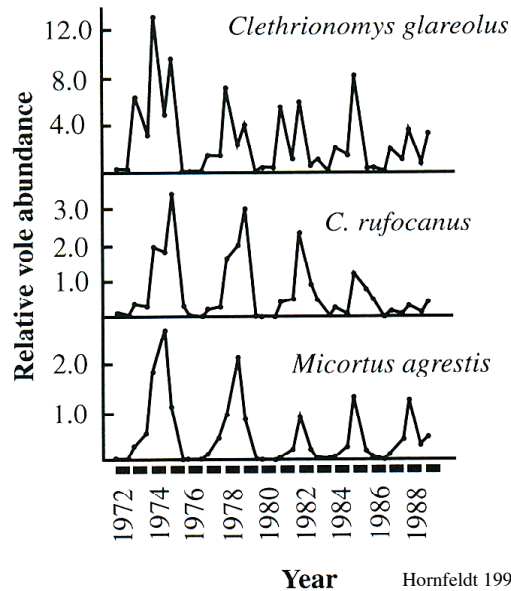 Clethrionomys glareolus
12.0
8.0
4.0
C. rufocanus
3.0
2.0
1.0
Micortus agrestis
2.0
1.0
Relative vole abundance
1972 1974 1976 1978 1980 1982 1984 1986 1988
Year
Hornfeldt 199